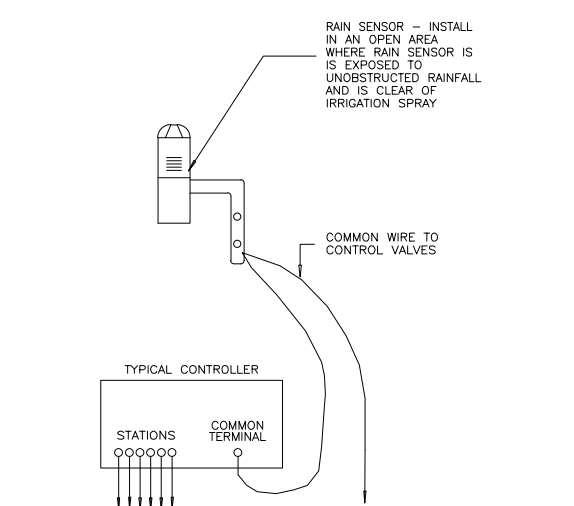 RAIN SENSOR – INSTALL
IN AN OPEN AREA
WHERE RAIN SENSOR IS
IS EXPOSED TO
UNOBSTRUCTED RAINFALL
AND IS CLEAR OF
IRRIGATION SPRAY
COMMON WIRE TO
CONTROL VALVES
TYPICAL CONTROLLER
STATIONS
COMMON
TERMINAL